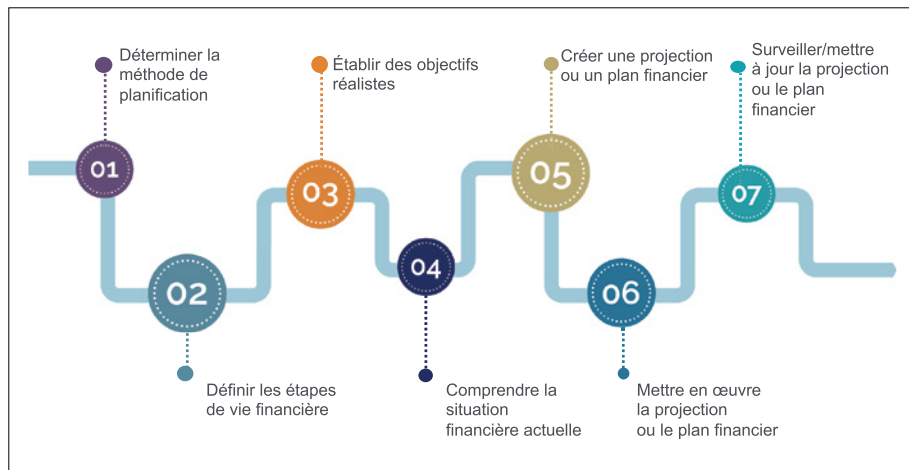 Déterminer la
méthode de
planification
01
02
Définir les étapes
de vie financière
Établir des objectifs
réalistes
03
04
Comprendre la
situation
financière actuelle
Créer une projection
ou un plan financier
05
06
Mettre en œuvre
la projection
ou le plan financier
Surveiller/mettre
à jour la projection
ou le plan
financier
07